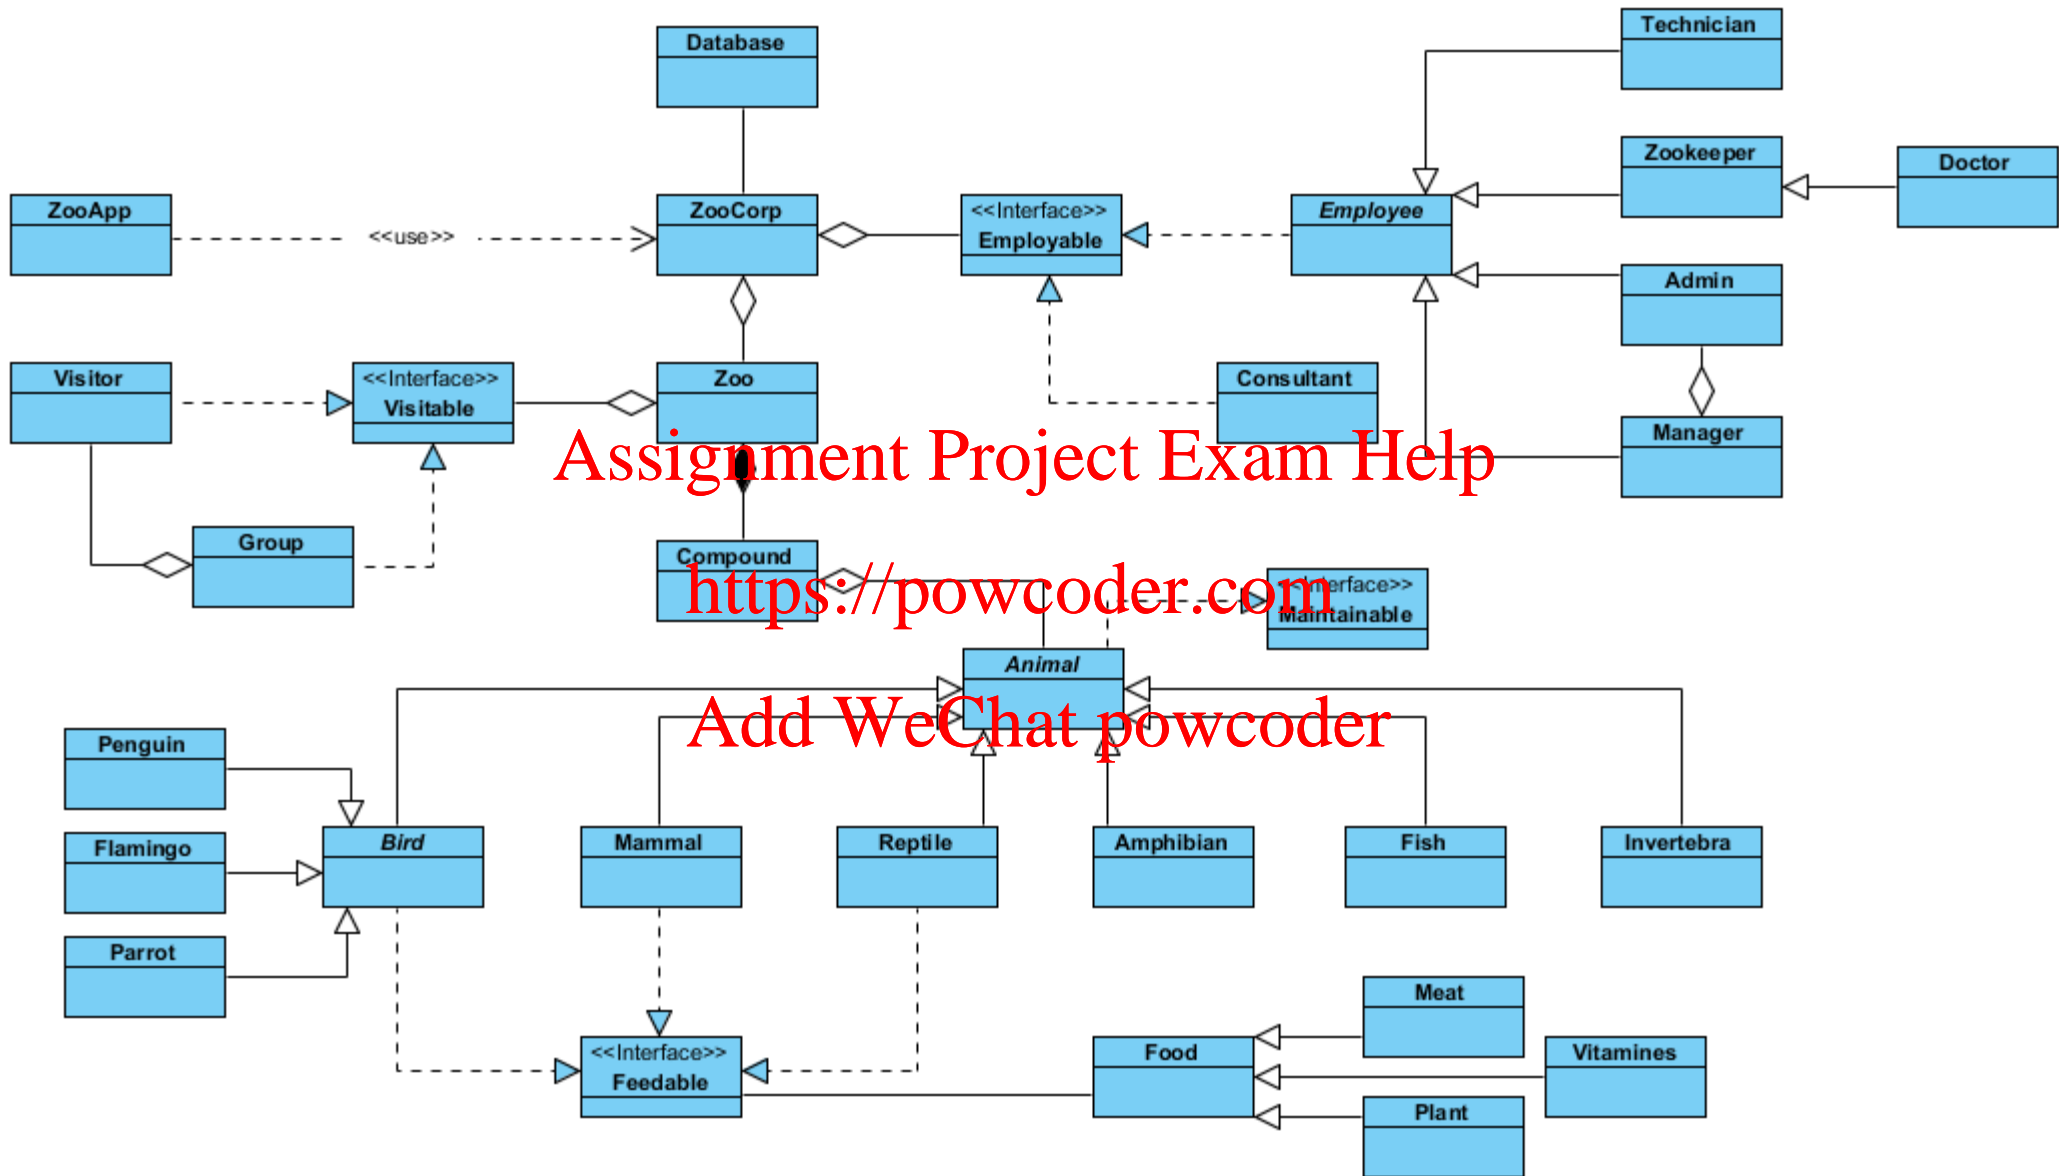 Technician
Database
Zookeeper
Doctor
ZooApp
<<use>>
ZooCorp
<<Interface>>
Employable
Employee
Admin
Visitor
<<Interface>>
Visitable
Zoo
Consultant
Manager
Assignment Project Exam Help
Group
Compound
https://powcoder.com
<<Interface>>
Maintainable
Animal
Add WeChat powcoder
Penguin
Flamingo
Bird
Mammal
Reptile
Amphibian
Fish
Invertebra
Parrot
Meat
<<Interface>>
Feedable
Food
Vitamines
Plant